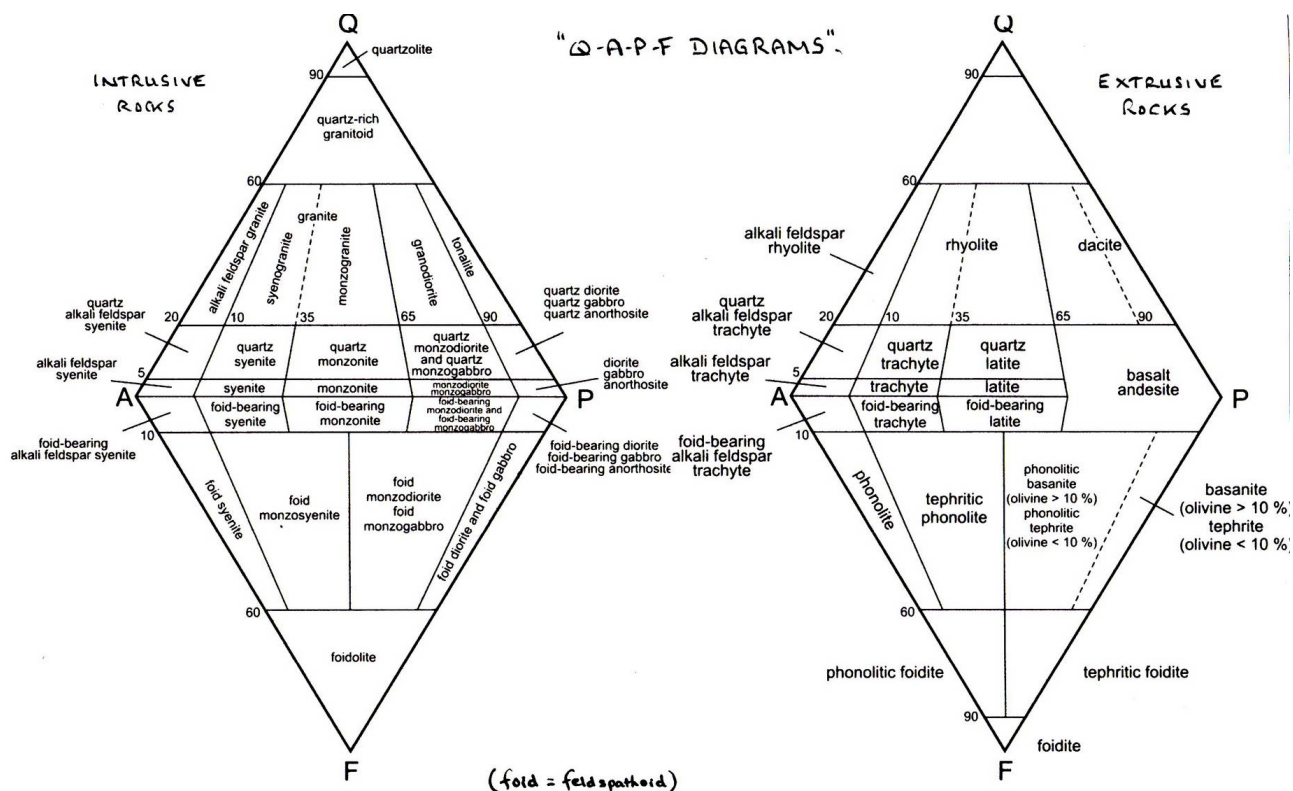 "Q-A-P-F DIAGRAMS".
INTRUSIVE
ROCKS
Q
quartzolite
90
quartz-rich
granitoid
60
alkali feldspar granite
granite
syenogranite
monzogranite
granodiorite
tonalite
quartz
alkali feldspar
syenite
20
10
35
65
90
quartz diorite
quartz gabbro
quartz anorthosite
quartz
syenite
quartz
monzonite
quartz
monzodiorite
and quartz
monzogabbro
alkali feldspar
syenite
5
syenite
monzonite
monzodiorite
monzogabbro
diorite
gabbro
anorthosite
A
P
foid-bearing
syenite
foid-bearing
monzonite
foid-bearing
monzodiorite and
foid-bearing
monzogabbro
10
foid-bearing
alkali feldspar syenite
foid-bearing diorite
foid-bearing gabbro
foid-bearing anorthosite
foid syenite
foid
monzosyenite
foid
monzodiorite
foid
monzogabbro
foid diorite and foid gabbro
60
foidolite
F
EXTRUSIVE
ROCKS
Q
90
60
alkali feldspar
rhyolite
rhyolite
dacite
quartz
alkali feldspar
trachyte
20
10
35
65
90
quartz
trachyte
quartz
latite
alkali feldspar
trachyte
5
trachyte
latite
basalt
andesite
A
P
foid-bearing
trachyte
foid-bearing
latite
10
foid-bearing
alkali feldspar
trachyte
phonolite
tephritic
phonolite
phonolitic
basanite
(olivine > 10 %)
phonolitic
tephrite
(olivine < 10 %)
basanite
(olivine > 10 %)
tephrite
(olivine < 10 %)
60
phonolitic foidite
tephritic foidite
90
foidite
F
(foid = feldspathoid)